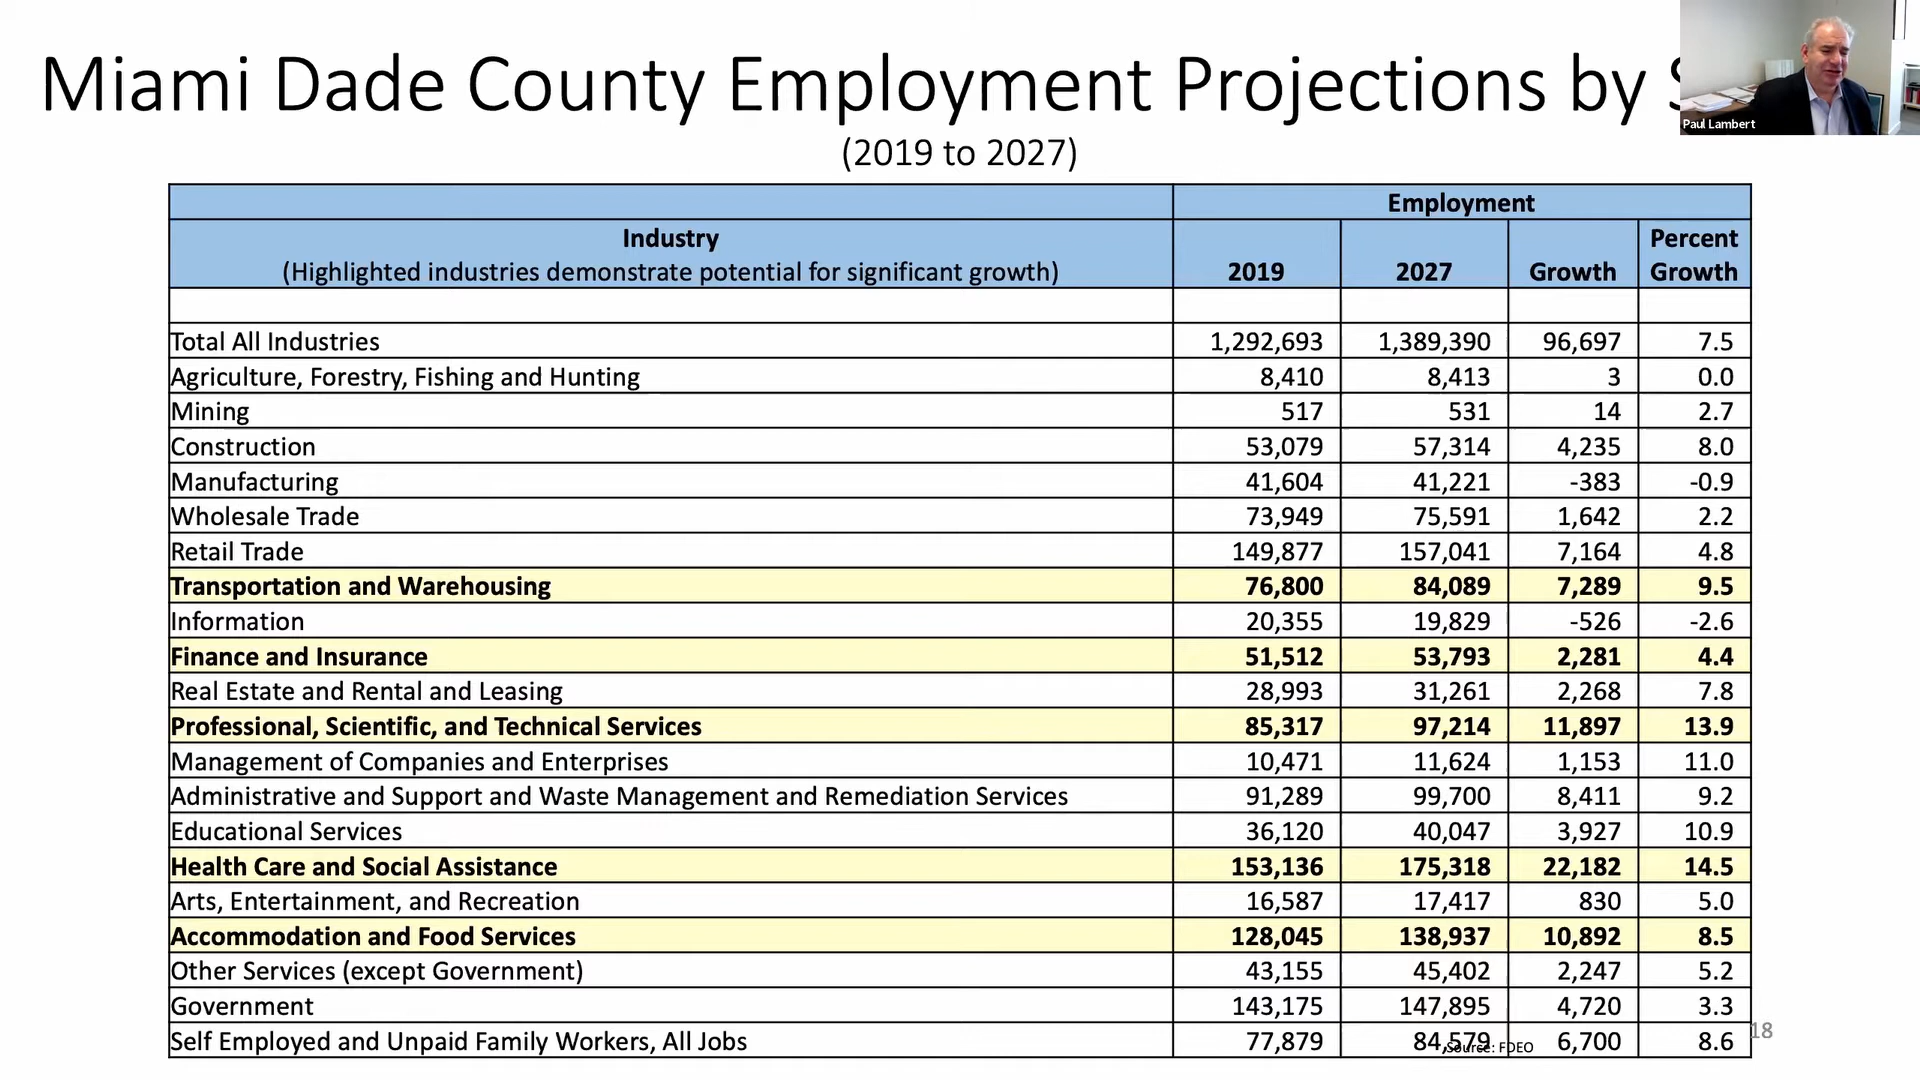 Miami Dade County Employment Projections by
(2019 to 2027)
Paul Lambert
Employment
Industry
(Highlighted industries demonstrate potential for significant growth)
2019 2027 Growth Percent Growth
Total All Industries 1,292,693 1,389,390 96,697 7.5
Agriculture, Forestry, Fishing and Hunting 8,410 8,413 3 0.0
Mining 517 531 14 2.7
Construction 53,079 57,314 4,235 8.0
Manufacturing 41,604 41,221 -383 -0.9
Wholesale Trade 73,949 75,591 1,642 2.2
Retail Trade 149,877 157,041 7,164 4.8
Transportation and Warehousing 76,800 84,089 7,289 9.5
Information 20,355 19,829 -526 -2.6
Finance and Insurance 51,512 53,793 2,281 4.4
Real Estate and Rental and Leasing 28,993 31,261 2,268 7.8
Professional, Scientific, and Technical Services 85,317 97,214 11,897 13.9
Management of Companies and Enterprises 10,471 11,624 1,153 11.0
Administrative and Support and Waste Management and Remediation Services 91,289 99,700 8,411 9.2
Educational Services 36,120 40,047 3,927 10.9
Health Care and Social Assistance 153,136 175,318 22,182 14.5
Arts, Entertainment, and Recreation 16,587 17,417 830 5.0
Accommodation and Food Services 128,045 138,937 10,892 8.5
Other Services (except Government) 43,155 45,402 2,247 5.2
Government 143,175 147,895 4,720 3.3
Self Employed and Unpaid Family Workers, All Jobs 77,879 84,579 6,700 8.6
Source: FDEO
18